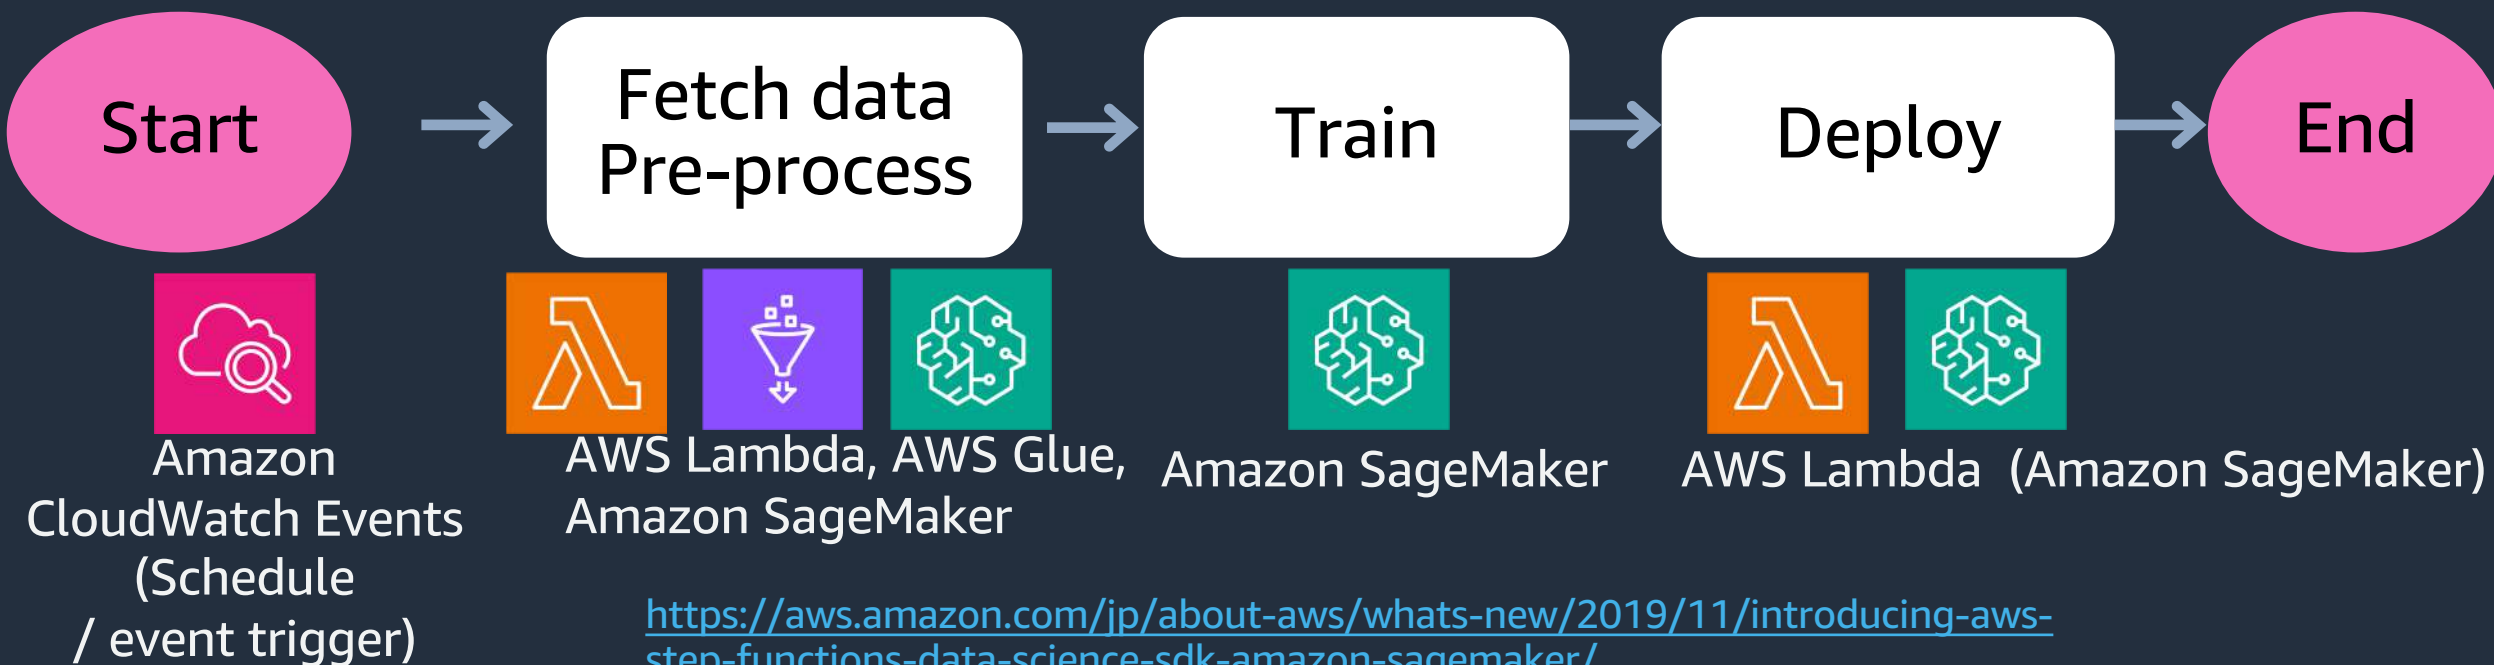 Start
Fetch data
Pre-process
Train
Deploy
End
Amazon
CloudWatch Events
(Schedule
/ event trigger)
AWS Lambda, AWS Glue,
Amazon SageMaker
Amazon SageMaker
AWS Lambda (Amazon SageMaker)
https://aws.amazon.com/jp/about-aws/whats-new/2019/11/introducing-aws-
step-functions-data-science-sdk-amazon-sagemaker/